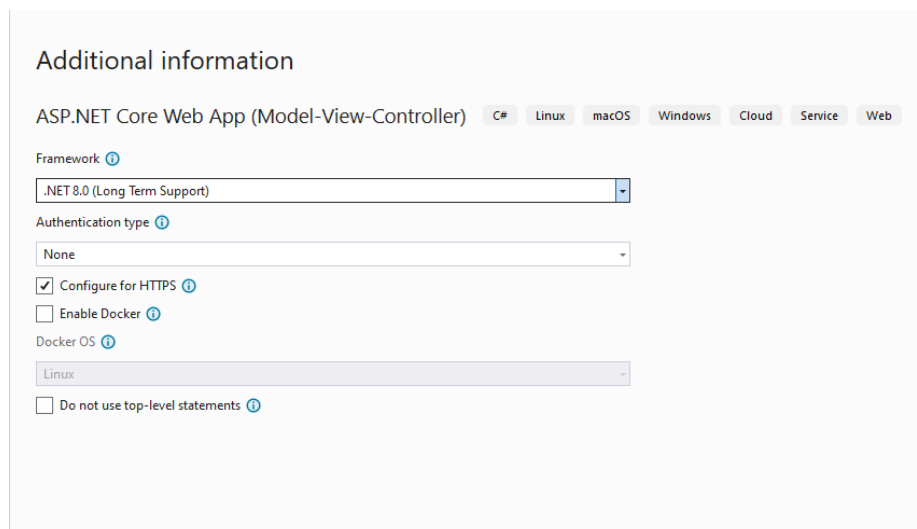 Additional information
ASP.NET Core Web App (Model-View-Controller) C# Linux macOS Windows Cloud Service Web
Framework
.NET 8.0 (Long Term Support)
Authentication type
None
Configure for HTTPS
Enable Docker
Docker OS
Linux
Do not use top-level statements